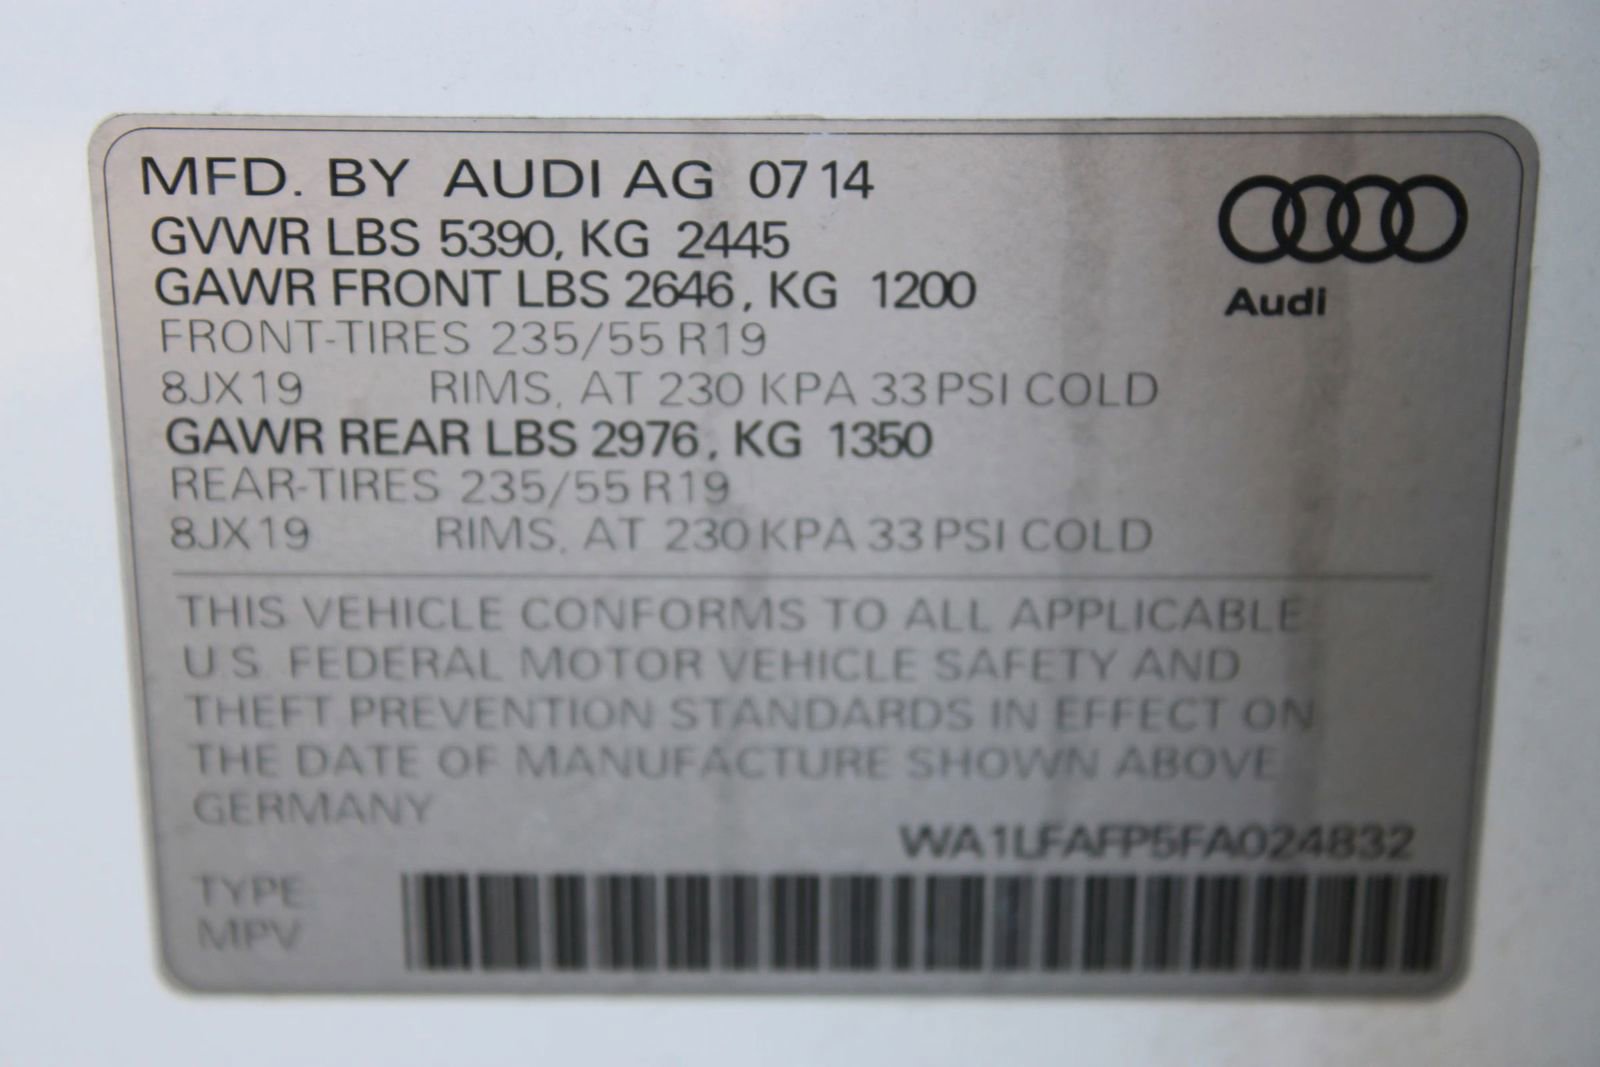 MFD. BY AUDI AG 07 14
GVWR LBS 5390, KG 2445
GAWR FRONT LBS 2646, KG 1200
FRONT-TIRES 235/55 R19
8JX19 RIMS, AT 230 KPA 33 PSI COLD
GAWR REAR LBS 2976, KG 1350
REAR-TIRES 235/55 R19
8JX19 RIMS, AT 230 KPA 33 PSI COLD
Audi
THIS VEHICLE CONFORMS TO ALL APPLICABLE
U.S. FEDERAL MOTOR VEHICLE SAFETY AND
THEFT PREVENTION STANDARDS IN EFFECT ON
THE DATE OF MANUFACTURE SHOWN ABOVE
GERMANY
WA1LFAFP5FA024832
TYPE
MPV